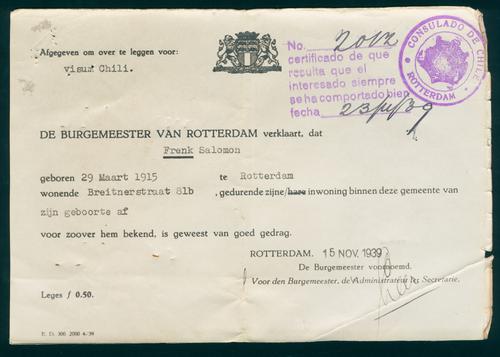 Afgegeven om over te leggen voor:
visum Chili.
No. 2012
certificado de que
resulta que el
interesado siempre
se ha comportado bien
fecha
CONSULADO DE CHILE
ROTTERDAM
DE BURGEMEESTER VAN ROTTERDAM verklaart, dat
Frenk Salomon
geboren 29 Maart 1915 te Rotterdam
wonende Breitnerstraat 81b , gedurende zijne/hare inwoning binnen deze gemeente van
zijn geboorte af
voor zoover hem bekend, is geweest van goed gedrag.
ROTTERDAM, 15 NOV. 1939
De Burgemeester voornoemd.
Voor den Burgemeester, de Administrateur ter Secretarie.
Leges ƒ 0.50.